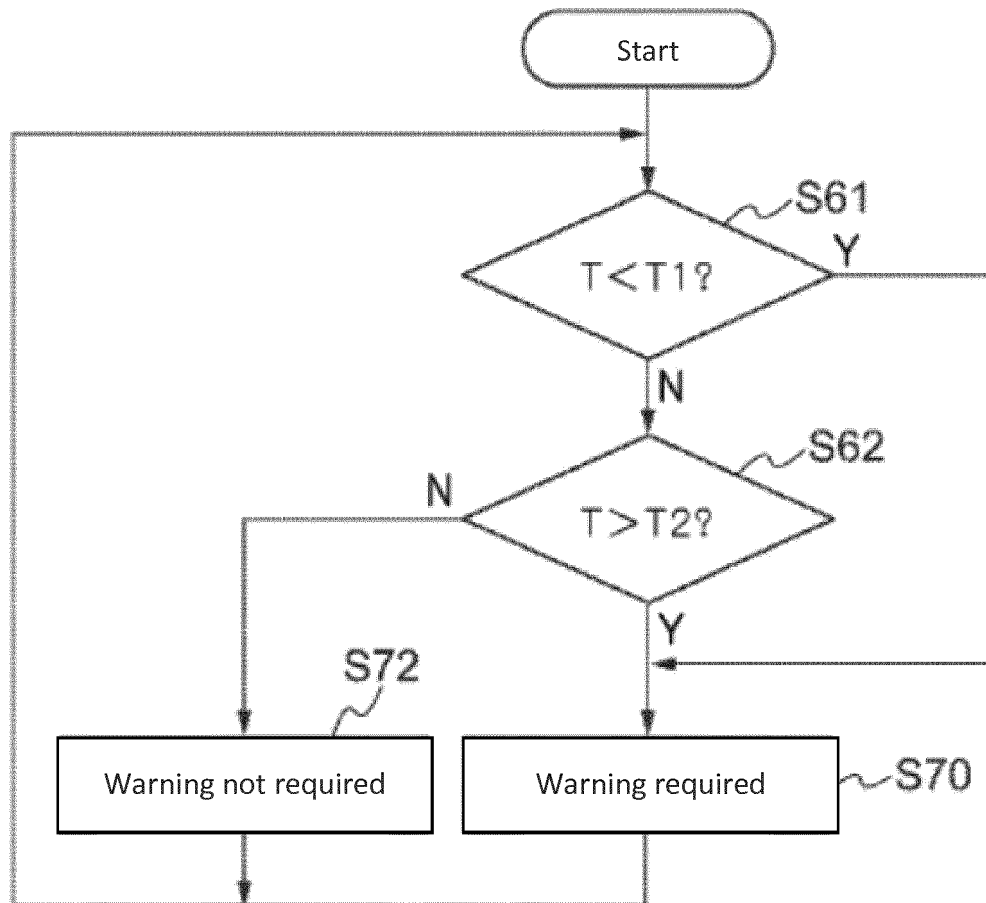 Start
S61
T<T1?
Y
N
S62
N
T>T2?
Y
S72
Warning not required
Warning required
S70